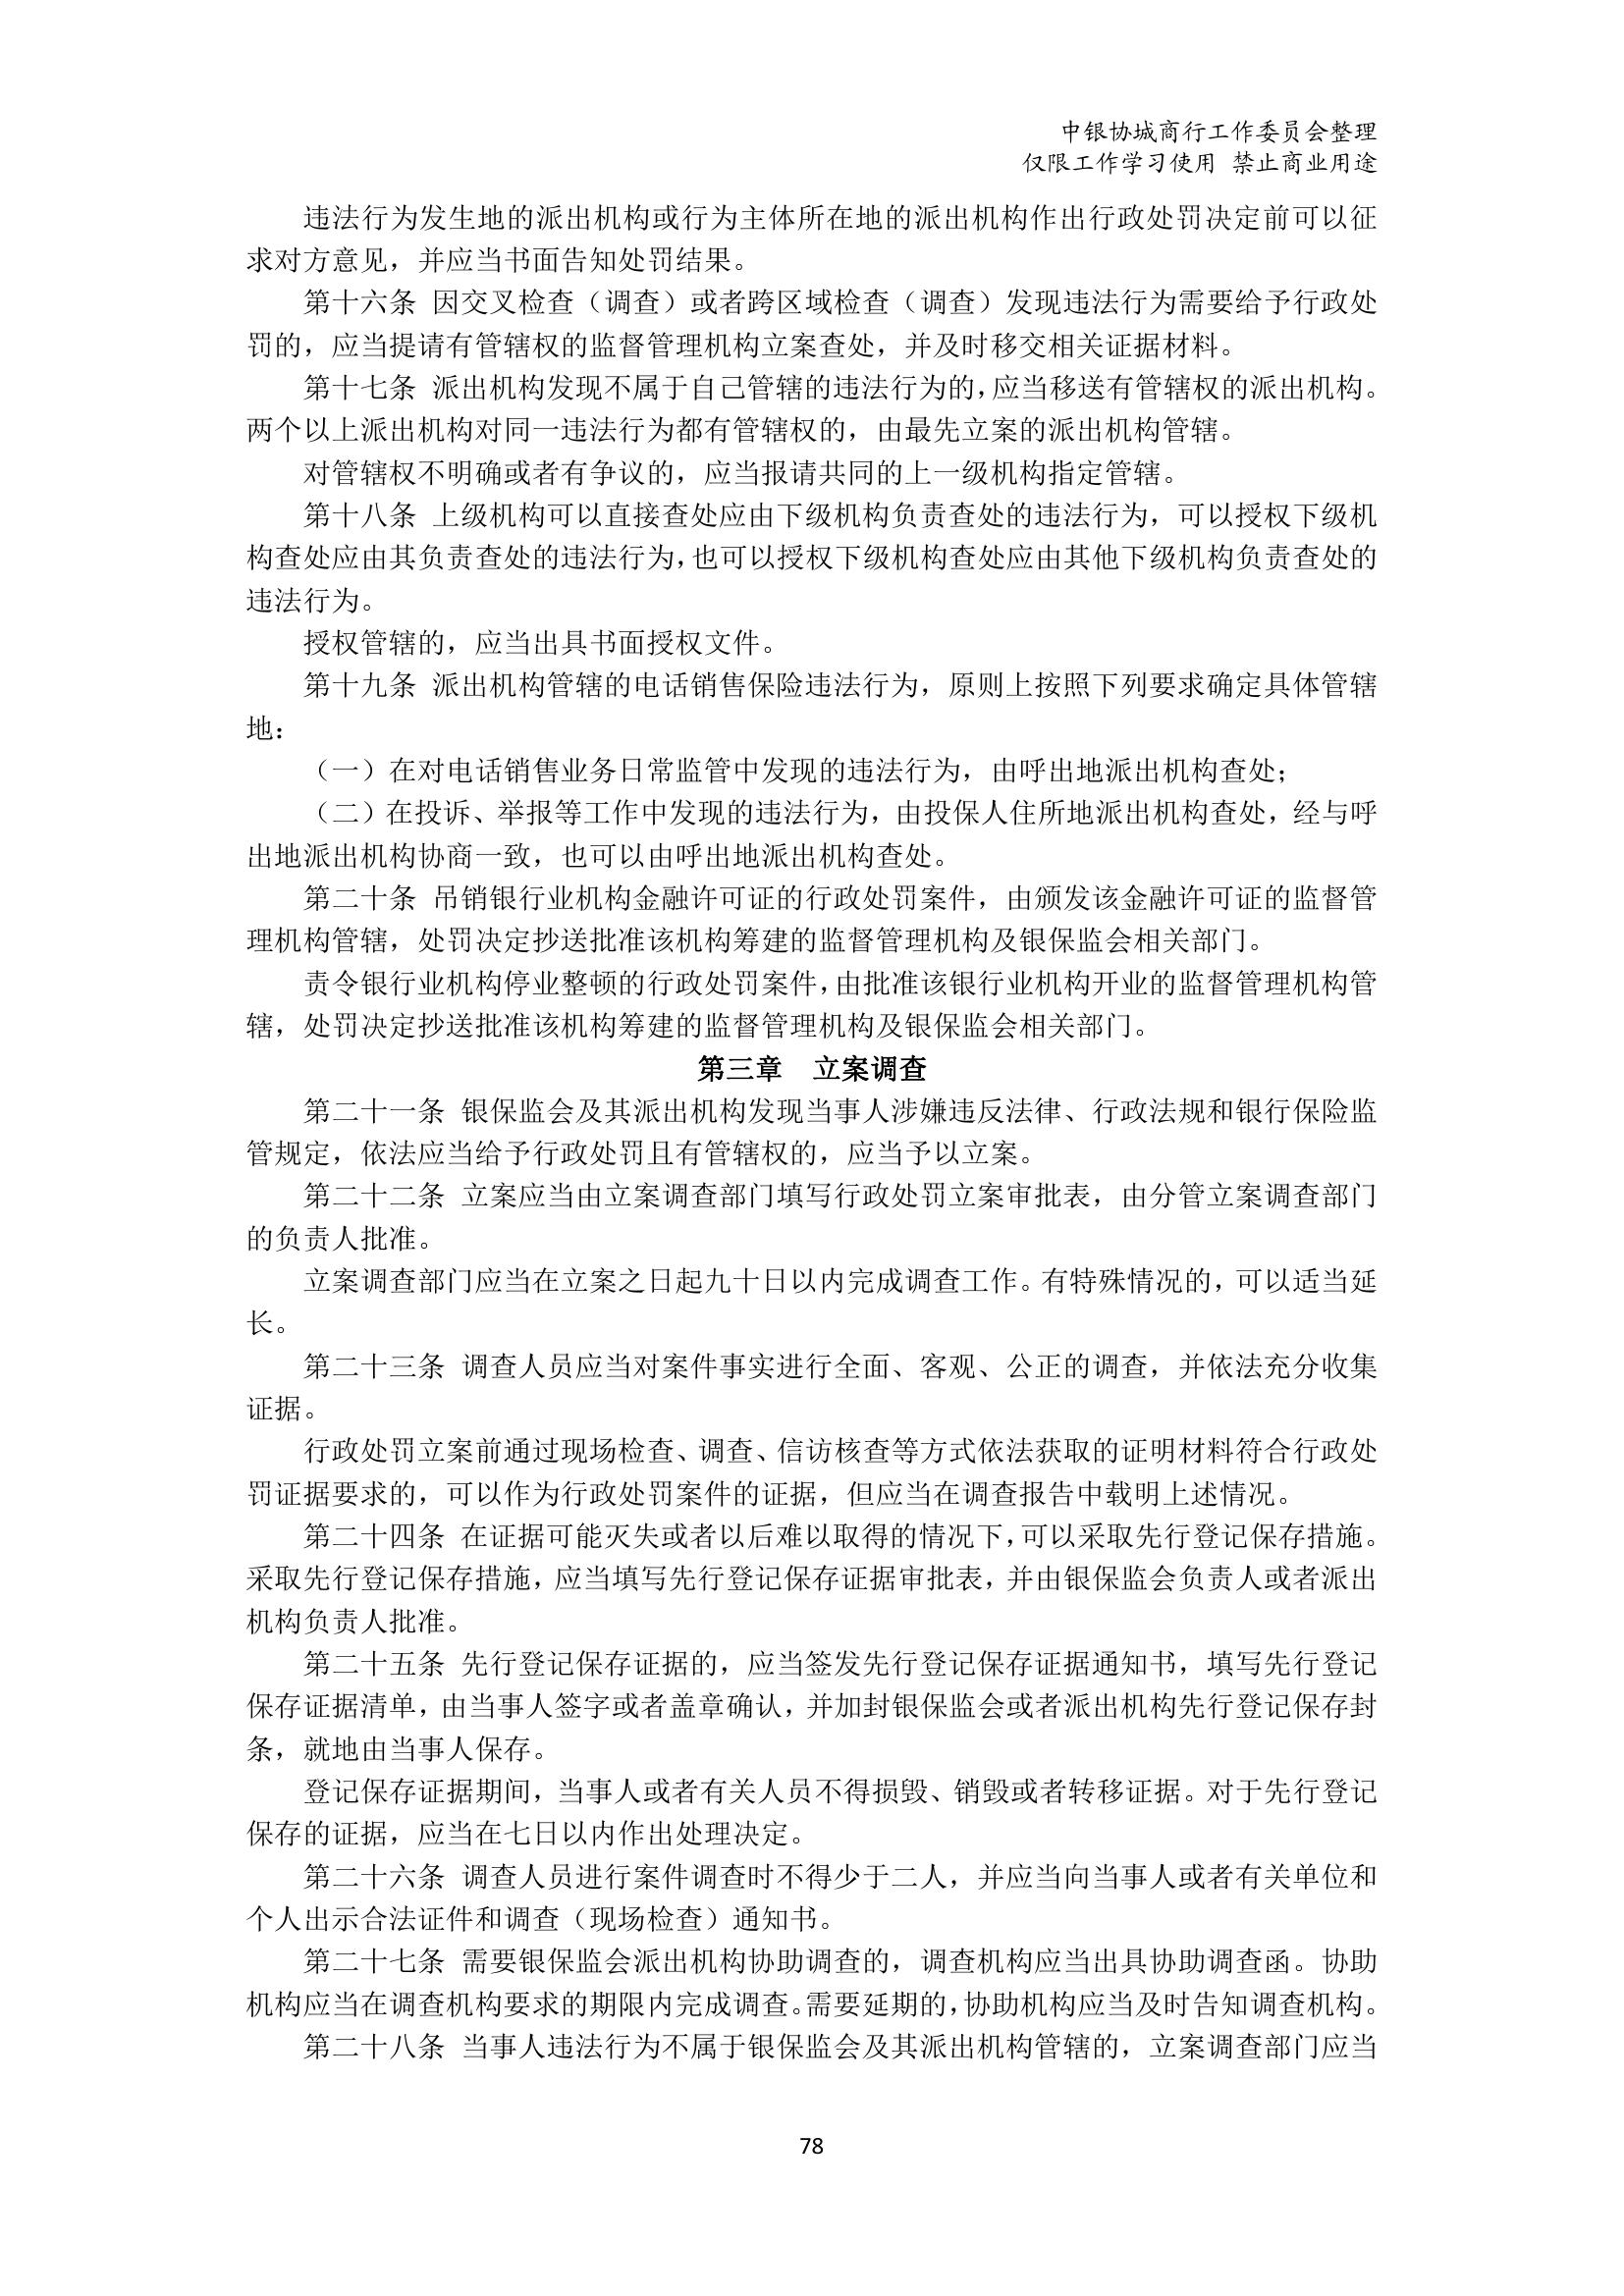 中银协城商行工作委员会整理
仅限工作学习使用 禁止商业用途
违法行为发生地的派出机构或行为主体所在地的派出机构作出行政处罚决定前可以征
求对方意见，并应当书面告知处罚结果。
第十六条 因交叉检查（调查）或者跨区域检查（调查）发现违法行为需要给予行政处
罚的，应当提请有管辖权的监督管理机构立案查处，并及时移交相关证据材料。
第十七条 派出机构发现不属于自己管辖的违法行为的，应当移送有管辖权的派出机构。
两个以上派出机构对同一违法行为都有管辖权的，由最先立案的派出机构管辖。
对管辖权不明确或者有争议的，应当报请共同的上一级机构指定管辖。
第十八条 上级机构可以直接查处应由下级机构负责查处的违法行为，可以授权下级机
构查处应由其负责查处的违法行为，也可以授权下级机构查处应由其他下级机构负责查处的
违法行为。
授权管辖的，应当出具书面授权文件。
第十九条 派出机构管辖的电话销售保险违法行为，原则上按照下列要求确定具体管辖
地：
（一）在对电话销售业务日常监管中发现的违法行为，由呼出地派出机构查处；
（二）在投诉、举报等工作中发现的违法行为，由投保人住所地派出机构查处，经与呼
出地派出机构协商一致，也可以由呼出地派出机构查处。
第二十条 吊销银行业机构金融许可证的行政处罚案件，由颁发该金融许可证的监督管
理机构管辖，处罚决定抄送批准该机构筹建的监督管理机构及银保监会相关部门。
责令银行业机构停业整顿的行政处罚案件，由批准该银行业机构开业的监督管理机构管
辖，处罚决定抄送批准该机构筹建的监督管理机构及银保监会相关部门。
第三章 立案调查
第二十一条 银保监会及其派出机构发现当事人涉嫌违反法律、行政法规和银行保险监
管规定，依法应当给予行政处罚且有管辖权的，应当予以立案。
第二十二条 立案应当由立案调查部门填写行政处罚立案审批表，由分管立案调查部门
的负责人批准。
立案调查部门应当在立案之日起九十日以内完成调查工作。有特殊情况的，可以适当延
长。
第二十三条 调查人员应当对案件事实进行全面、客观、公正的调查，并依法充分收集
证据。
行政处罚立案前通过现场检查、调查、信访核查等方式依法获取的证明材料符合行政处
罚证据要求的，可以作为行政处罚案件的证据，但应当在调查报告中载明上述情况。
第二十四条 在证据可能灭失或者以后难以取得的情况下，可以采取先行登记保存措施。
采取先行登记保存措施，应当填写先行登记保存证据审批表，并由银保监会负责人或者派出
机构负责人批准。
第二十五条 先行登记保存证据的，应当签发先行登记保存证据通知书，填写先行登记
保存证据清单，由当事人签字或者盖章确认，并加封银保监会或者派出机构先行登记保存封
条，就地由当事人保存。
登记保存证据期间，当事人或者有关人员不得损毁、销毁或者转移证据。对于先行登记
保存的证据，应当在七日以内作出处理决定。
第二十六条 调查人员进行案件调查时不得少于二人，并应当向当事人或者有关单位和
个人出示合法证件和调查（现场检查）通知书。
第二十七条 需要银保监会派出机构协助调查的，调查机构应当出具协助调查函。协助
机构应当在调查机构要求的期限内完成调查。需要延期的，协助机构应当及时告知调查机构。
第二十八条 当事人违法行为不属于银保监会及其派出机构管辖的，立案调查部门应当
78